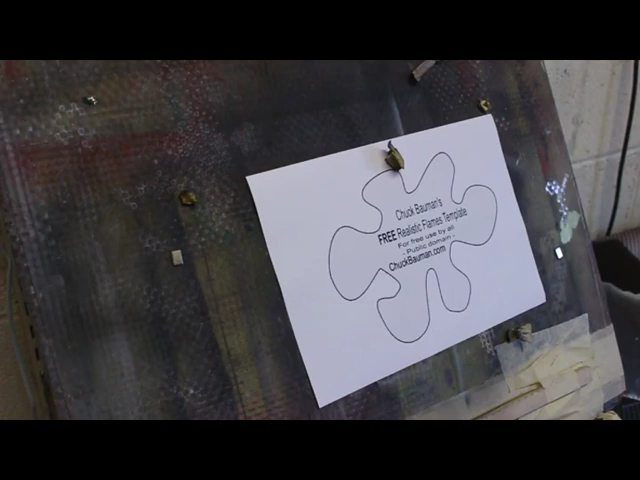 Chuck Bauman's
FREE Realistic Flames Template
For free use by all
- Public domain -
ChuckBauman.com